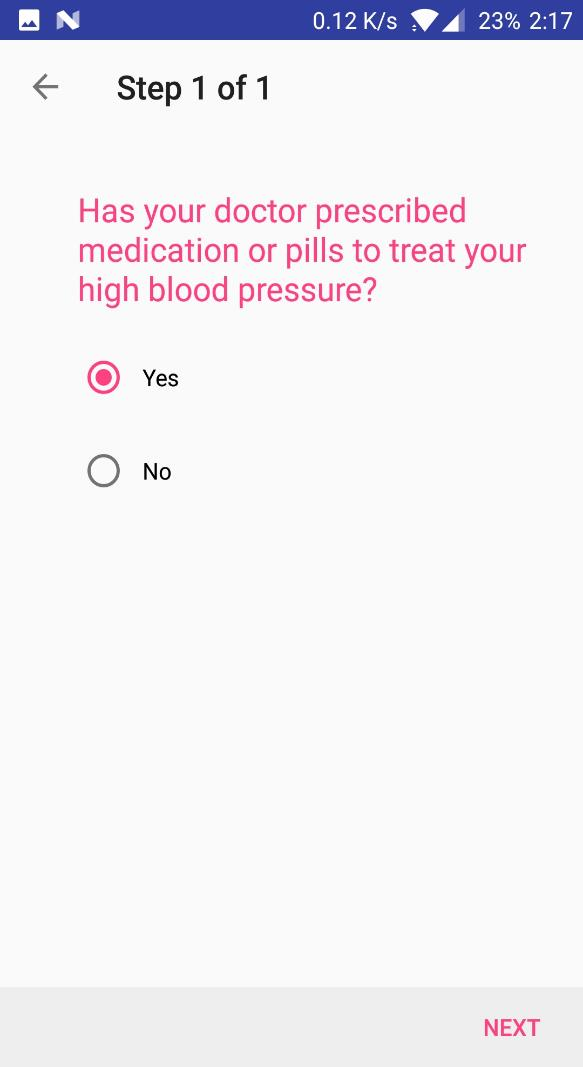 0.12 K/s 23% 2:17
Step 1 of 1
Has your doctor prescribed
medication or pills to treat your
high blood pressure?
Yes
No
NEXT